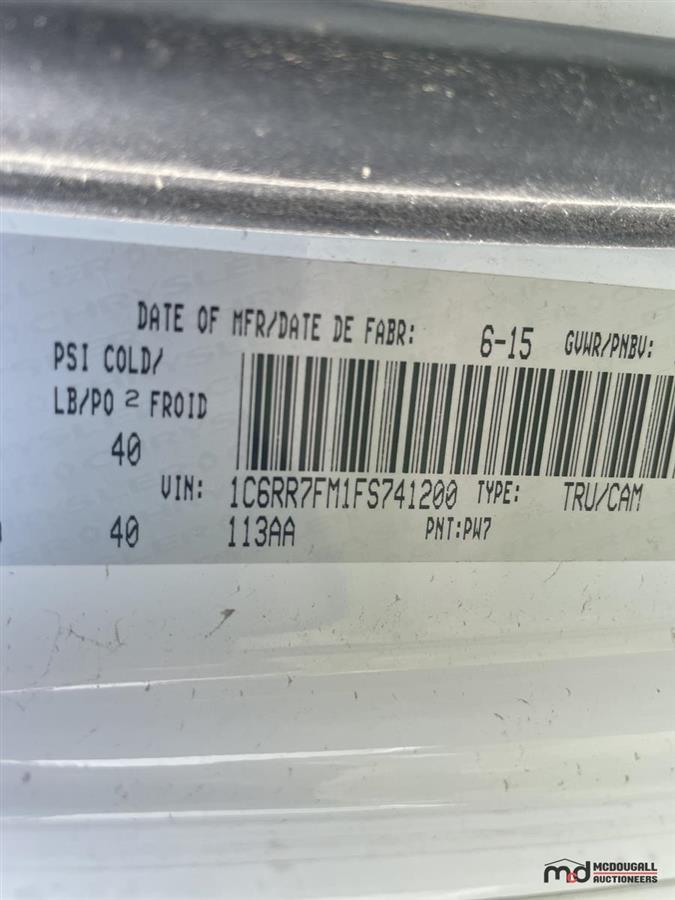 DATE OF MFR/DATE DE FABR: 6-15 GVWR/PNBV:
PSI COLD/
LB/PO 2 FROID
40
VIN: 1C6RR7FM1FS741200 TYPE: TRU/CAM
40 113AA PNT:PW7
md MCDOUGALL
AUCTIONEERS